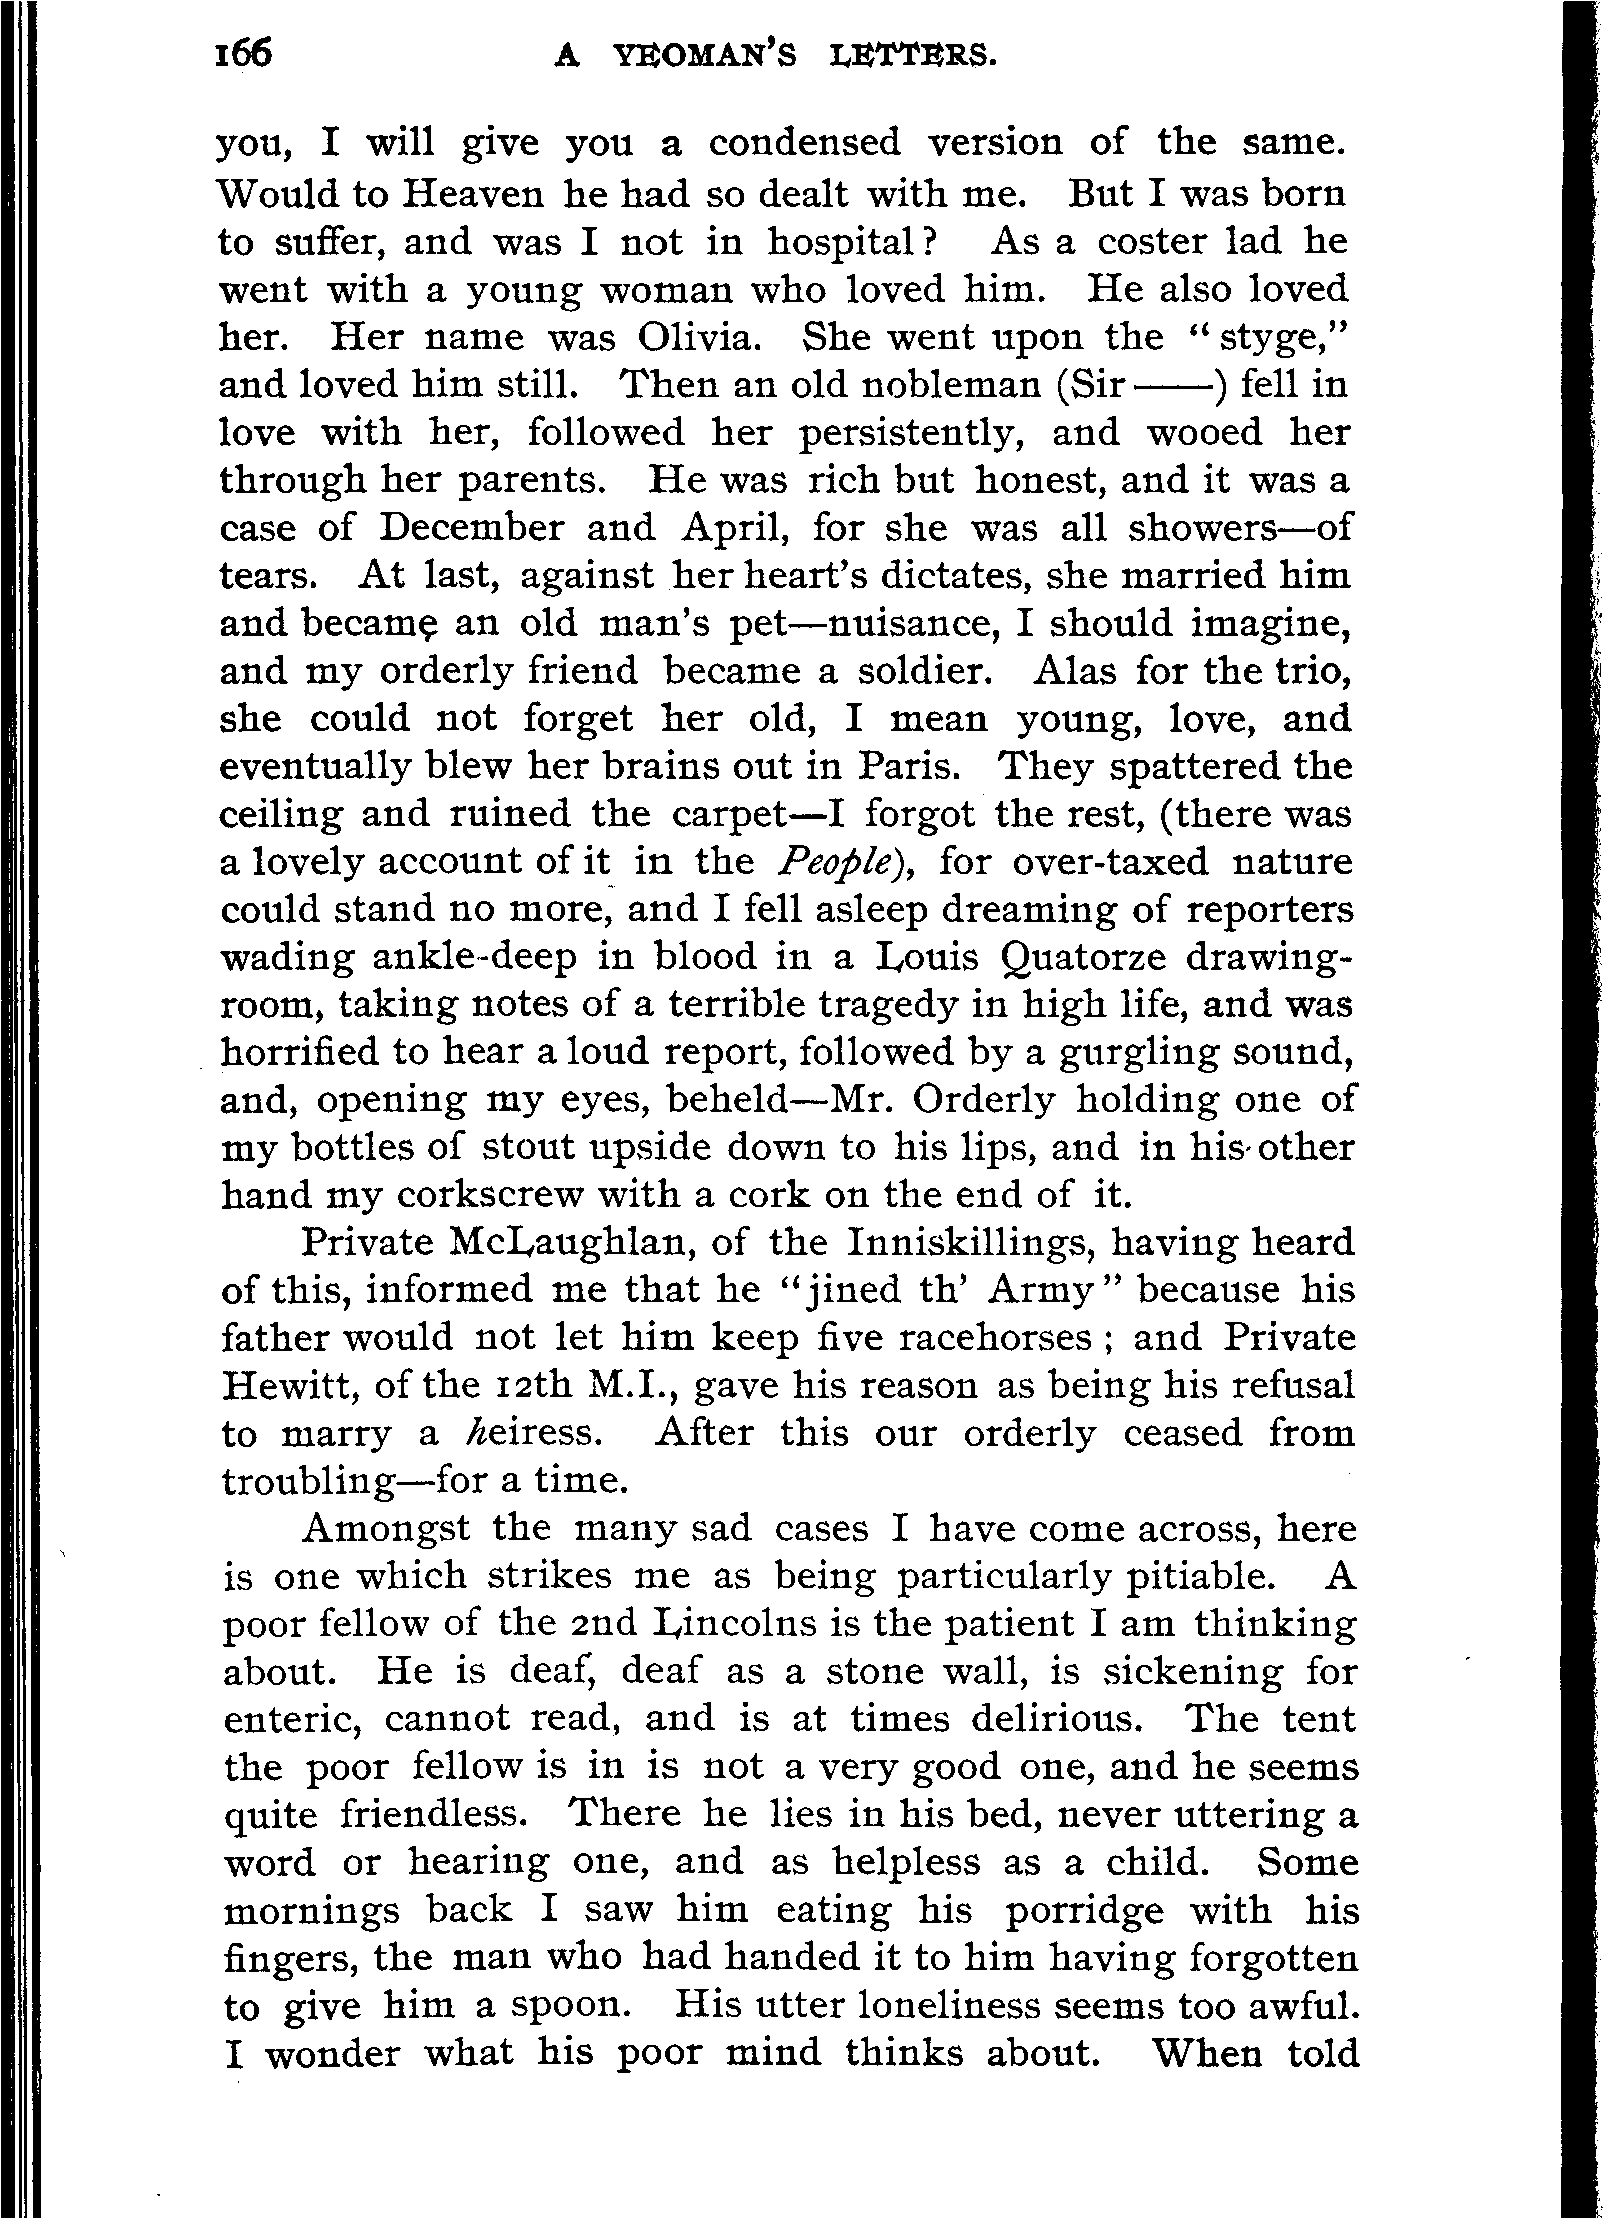 166 A YEOMAN'S LETTERS.
you, I will give you a condensed version of the same.
Would to Heaven he had so dealt with me. But I was born
to suffer, and was I not in hospital? As a coster lad he
went with a young woman who loved him. He also loved
her. Her name was Olivia. She went upon the "styge,"
and loved him still. Then an old nobleman (Sir ——) fell in
love with her, followed her persistently, and wooed her
through her parents. He was rich but honest, and it was a
case of December and April, for she was all showers—of
tears. At last, against her heart's dictates, she married him
and became an old man's pet—nuisance, I should imagine,
and my orderly friend became a soldier. Alas for the trio,
she could not forget her old, I mean young, love, and
eventually blew her brains out in Paris. They spattered the
ceiling and ruined the carpet—I forgot the rest, (there was
a lovely account of it in the People), for over-taxed nature
could stand no more, and I fell asleep dreaming of reporters
wading ankle-deep in blood in a Louis Quatorze drawing-
room, taking notes of a terrible tragedy in high life, and was
horrified to hear a loud report, followed by a gurgling sound,
and, opening my eyes, beheld—Mr. Orderly holding one of
my bottles of stout upside down to his lips, and in his other
hand my corkscrew with a cork on the end of it.
Private McLaughlan, of the Inniskillings, having heard
of this, informed me that he "jined th' Army" because his
father would not let him keep five racehorses; and Private
Hewitt, of the 12th M.I., gave his reason as being his refusal
to marry a heiress. After this our orderly ceased from
troubling—for a time.
Amongst the many sad cases I have come across, here
is one which strikes me as being particularly pitiable. A
poor fellow of the 2nd Lincolns is the patient I am thinking
about. He is deaf, deaf as a stone wall, is sickening for
enteric, cannot read, and is at times delirious. The tent
the poor fellow is in is not a very good one, and he seems
quite friendless. There he lies in his bed, never uttering a
word or hearing one, and as helpless as a child. Some
mornings back I saw him eating his porridge with his
fingers, the man who had handed it to him having forgotten
to give him a spoon. His utter loneliness seems too awful.
I wonder what his poor mind thinks about. When told